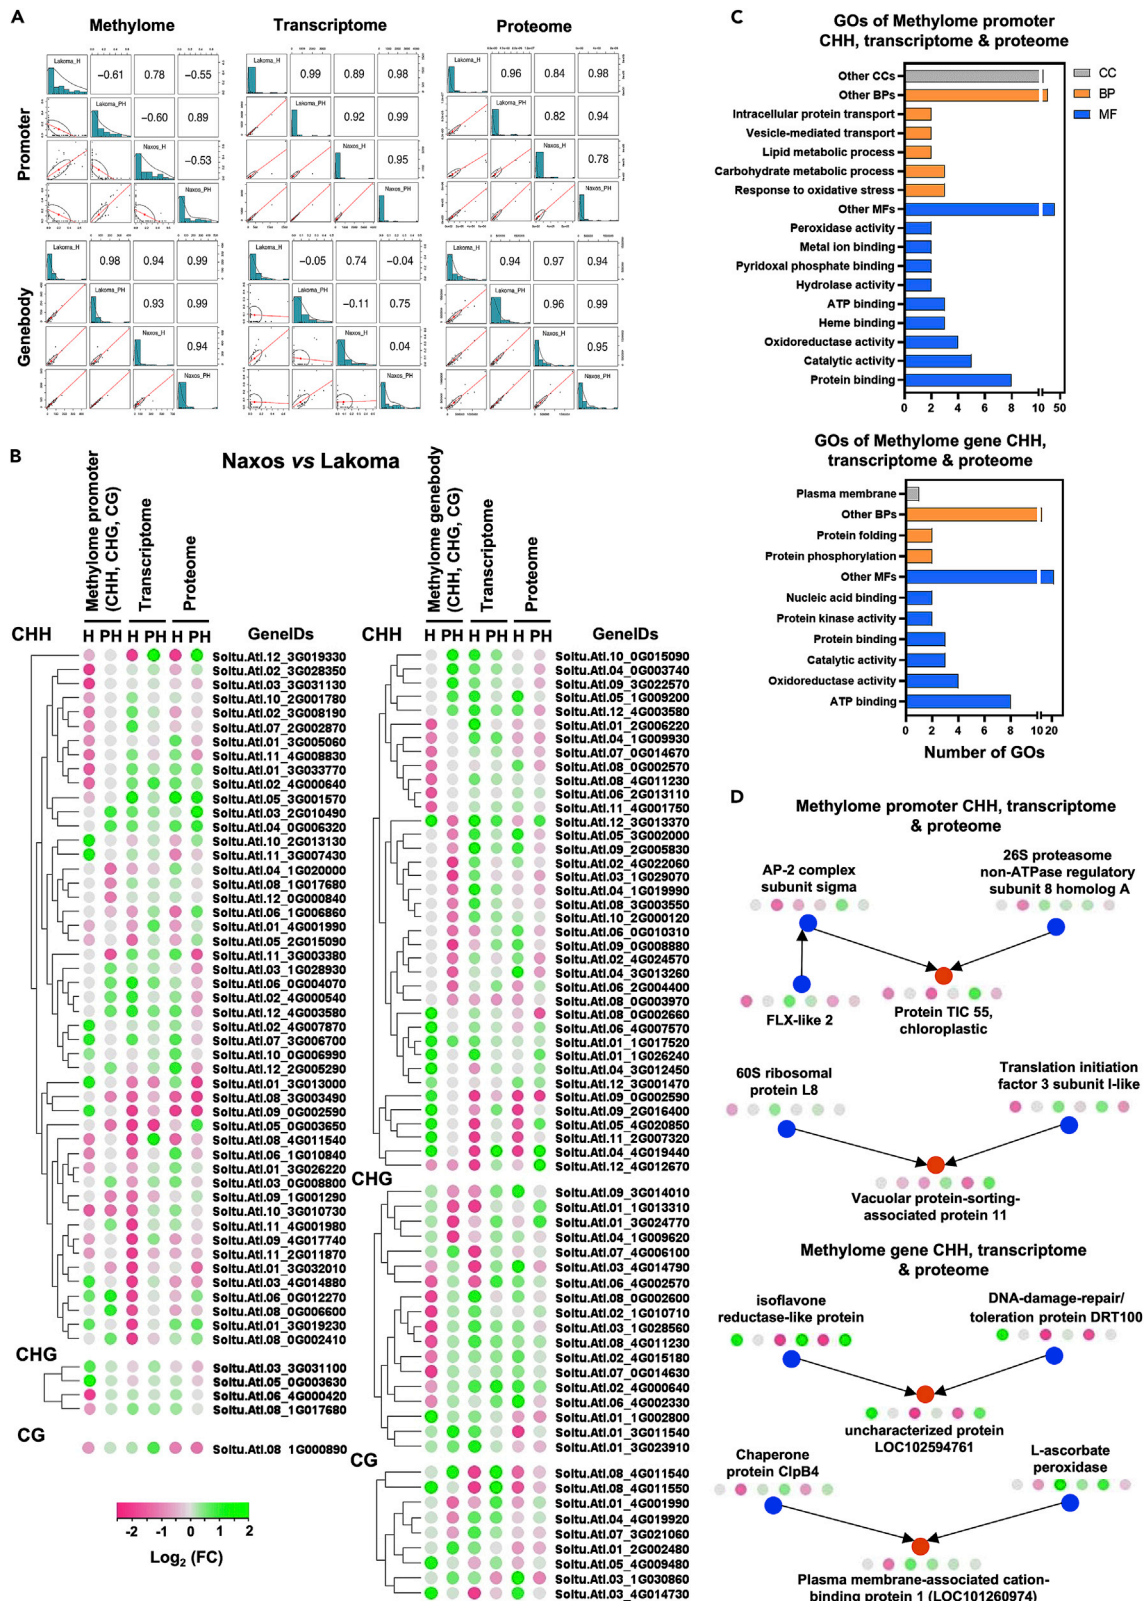 A
Methylome
Transcriptome
Proteome
Promoter
Lakoma_H
−0.61
0.78
−0.55
Lakoma_PH
−0.60
0.89
Naxos_H
−0.53
Naxos_PH
0.99
0.89
0.98
Lakoma_PH
0.92
0.99
Naxos_H
0.95
Naxos_PH
Lakoma_H
0.96
0.84
0.98
Lakoma_PH
0.82
0.94
Naxos_H
0.78
Naxos_PH
Genebody
Lakoma_H
0.98
0.94
0.99
Lakoma_PH
0.93
0.99
Naxos_H
0.94
Naxos_PH
Lakoma_H
−0.05
0.74
−0.04
Lakoma_PH
−0.11
0.75
Naxos_H
0.04
Naxos_PH
Lakoma_H
0.94
0.97
0.94
Lakoma_PH
0.96
0.99
Naxos_H
0.95
Naxos_PH
B
Naxos vs Lakoma
Methylome promoter
(CHH, CHG, CG)
Transcriptome
Proteome
CHH
H PH H PH H PH
GeneIDs
Soltu.Atl.12_3G019330
Soltu.Atl.02_3G028350
Soltu.Atl.03_3G031130
Soltu.Atl.10_2G001780
Soltu.Atl.02_3G008190
Soltu.Atl.07_2G002870
Soltu.Atl.01_3G005060
Soltu.Atl.11_4G008830
Soltu.Atl.01_3G033770
Soltu.Atl.02_4G000640
Soltu.Atl.05_3G001570
Soltu.Atl.03_2G010490
Soltu.Atl.04_0G006320
Soltu.Atl.10_2G013130
Soltu.Atl.11_3G007430
Soltu.Atl.04_1G020000
Soltu.Atl.08_1G017680
Soltu.Atl.12_0G000840
Soltu.Atl.06_1G006860
Soltu.Atl.01_4G001990
Soltu.Atl.05_2G015090
Soltu.Atl.11_3G003380
Soltu.Atl.03_1G028930
Soltu.Atl.06_0G004070
Soltu.Atl.02_4G000540
Soltu.Atl.12_4G003580
Soltu.Atl.02_4G007870
Soltu.Atl.07_3G006700
Soltu.Atl.10_0G006990
Soltu.Atl.12_2G005290
Soltu.Atl.01_3G013000
Soltu.Atl.08_3G003490
Soltu.Atl.09_0G002590
Soltu.Atl.05_0G003650
Soltu.Atl.08_4G011540
Soltu.Atl.06_1G010840
Soltu.Atl.01_3G026220
Soltu.Atl.03_0G008800
Soltu.Atl.09_1G001290
Soltu.Atl.10_3G010730
Soltu.Atl.11_4G001980
Soltu.Atl.09_4G017740
Soltu.Atl.11_2G011870
Soltu.Atl.01_3G032010
Soltu.Atl.03_4G014880
Soltu.Atl.06_0G012270
Soltu.Atl.08_0G006600
Soltu.Atl.01_3G019230
Soltu.Atl.08_0G002410
CHG
Soltu.Atl.03_3G031100
Soltu.Atl.05_0G003630
Soltu.Atl.06_4G000420
Soltu.Atl.08_1G017680
CG
Soltu.Atl.08_1G000890
-2 -1 0 1 2
Log2 (FC)
Methylome genebody
(CHH, CHG, CG)
Transcriptome
Proteome
CHH
H PH H PH H PH
GeneIDs
Soltu.Atl.10_0G015090
Soltu.Atl.04_0G003740
Soltu.Atl.09_3G022570
Soltu.Atl.05_1G009200
Soltu.Atl.12_4G003580
Soltu.Atl.01_2G006220
Soltu.Atl.04_1G009930
Soltu.Atl.07_0G014670
Soltu.Atl.08_0G002570
Soltu.Atl.08_4G011230
Soltu.Atl.06_2G013110
Soltu.Atl.11_4G001750
Soltu.Atl.12_3G013370
Soltu.Atl.05_3G002000
Soltu.Atl.09_2G005830
Soltu.Atl.02_4G022060
Soltu.Atl.03_1G029070
Soltu.Atl.04_1G019990
Soltu.Atl.08_3G003550
Soltu.Atl.10_2G000120
Soltu.Atl.06_0G010310
Soltu.Atl.09_0G008880
Soltu.Atl.02_4G024570
Soltu.Atl.04_3G013260
Soltu.Atl.06_2G004400
Soltu.Atl.08_0G003970
Soltu.Atl.08_0G002660
Soltu.Atl.06_4G007570
Soltu.Atl.01_1G017520
Soltu.Atl.01_1G026240
Soltu.Atl.04_3G012450
Soltu.Atl.12_3G001470
Soltu.Atl.09_0G002590
Soltu.Atl.09_2G016400
Soltu.Atl.05_4G020850
Soltu.Atl.11_2G007320
Soltu.Atl.04_4G019440
Soltu.Atl.12_4G012670
CHG
Soltu.Atl.09_3G014010
Soltu.Atl.01_1G013310
Soltu.Atl.01_3G024770
Soltu.Atl.04_1G009620
Soltu.Atl.07_4G006100
Soltu.Atl.03_4G014790
Soltu.Atl.06_4G002570
Soltu.Atl.08_0G002600
Soltu.Atl.02_1G010710
Soltu.Atl.03_1G028560
Soltu.Atl.08_4G011230
Soltu.Atl.02_4G015180
Soltu.Atl.07_0G014630
Soltu.Atl.02_4G000640
Soltu.Atl.06_4G002330
Soltu.Atl.01_1G002800
Soltu.Atl.01_3G011540
Soltu.Atl.01_3G023910
CG
Soltu.Atl.08_4G011540
Soltu.Atl.08_4G011550
Soltu.Atl.01_4G001990
Soltu.Atl.04_4G019920
Soltu.Atl.07_3G021060
Soltu.Atl.01_2G002480
Soltu.Atl.05_4G009480
Soltu.Atl.03_1G030860
Soltu.Atl.03_4G014730
C
GOs of Methylome promoter
CHH, transcriptome & proteome
CC
BP
MF
Other CCs
Other BPs
Intracellular protein transport
Vesicle-mediated transport
Lipid metabolic process
Carbohydrate metabolic process
Response to oxidative stress
Other MFs
Peroxidase activity
Metal ion binding
Pyridoxal phosphate binding
Hydrolase activity
ATP binding
Heme binding
Oxidoreductase activity
Catalytic activity
Protein binding
0 2 4 6 8 10 50
GOs of Methylome gene CHH,
transcriptome & proteome
Plasma membrane
Other BPs
Protein folding
Protein phosphorylation
Other MFs
Nucleic acid binding
Protein kinase activity
Protein binding
Catalytic activity
Oxidoreductase activity
ATP binding
0 2 4 6 8 10 20
Number of GOs
D
Methylome promoter CHH, transcriptome
& proteome
AP-2 complex
subunit sigma
26S proteasome
non-ATPase regulatory
subunit 8 homolog A
FLX-like 2
Protein TIC 55,
chloroplastic
60S ribosomal
protein L8
Translation initiation
factor 3 subunit I-like
Vacuolar protein-sorting-
associated protein 11
Methylome gene CHH, transcriptome
& proteome
isoflavone
reductase-like protein
DNA-damage-repair/
toleration protein DRT100
uncharacterized protein
LOC102594761
Chaperone
protein ClpB4
L-ascorbate
peroxidase
Plasma membrane-associated cation-
binding protein 1 (LOC101260974)